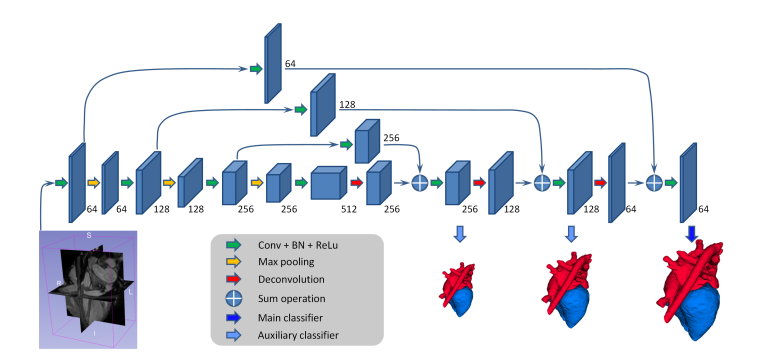 64
128
256
64
64
128
128
256
256
512
256
256
128
128
64
64
S
R
L
I
Conv + BN + ReLu
Max pooling
Deconvolution
Sum operation
Main classifier
Auxiliary classifier